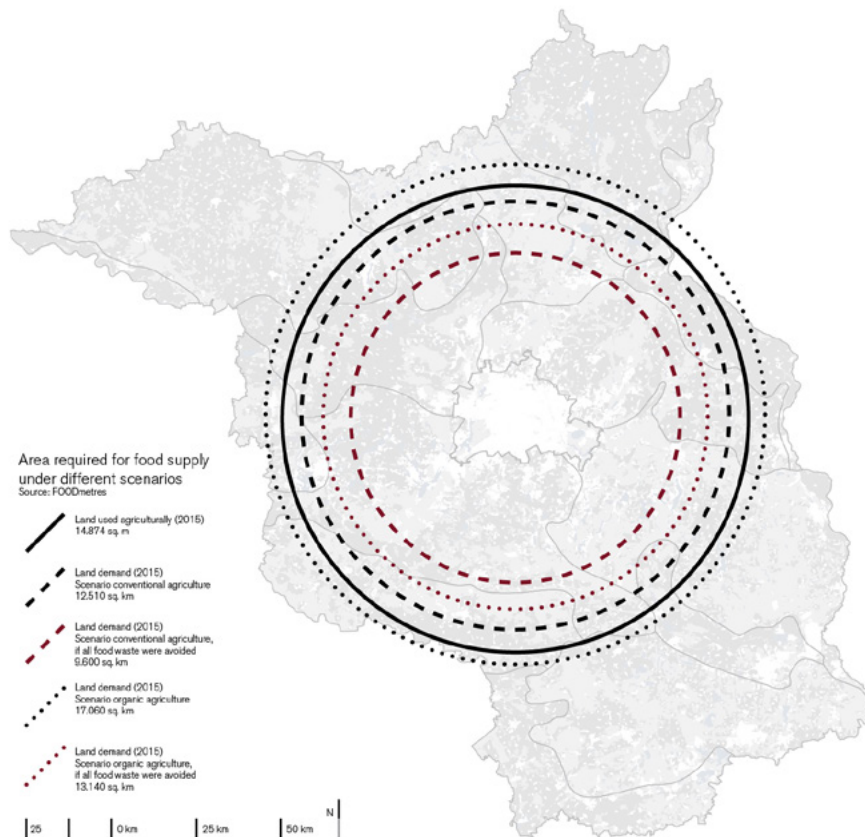 Area required for food supply
under different scenarios
Source: FOODmetres
Land used agriculturally (2015)
14.874 sq. m
Land demand (2015)
Scenario conventional agriculture
12.510 sq. km
Land demand (2015)
Scenario conventional agriculture,
if all food waste were avoided
9.600 sq. km
Land demand (2015)
Scenario organic agriculture
17.060 sq. km
Land demand (2015)
Scenario organic agriculture,
if all food waste were avoided
13.140 sq. km
N
25 0 km 25 km 50 km